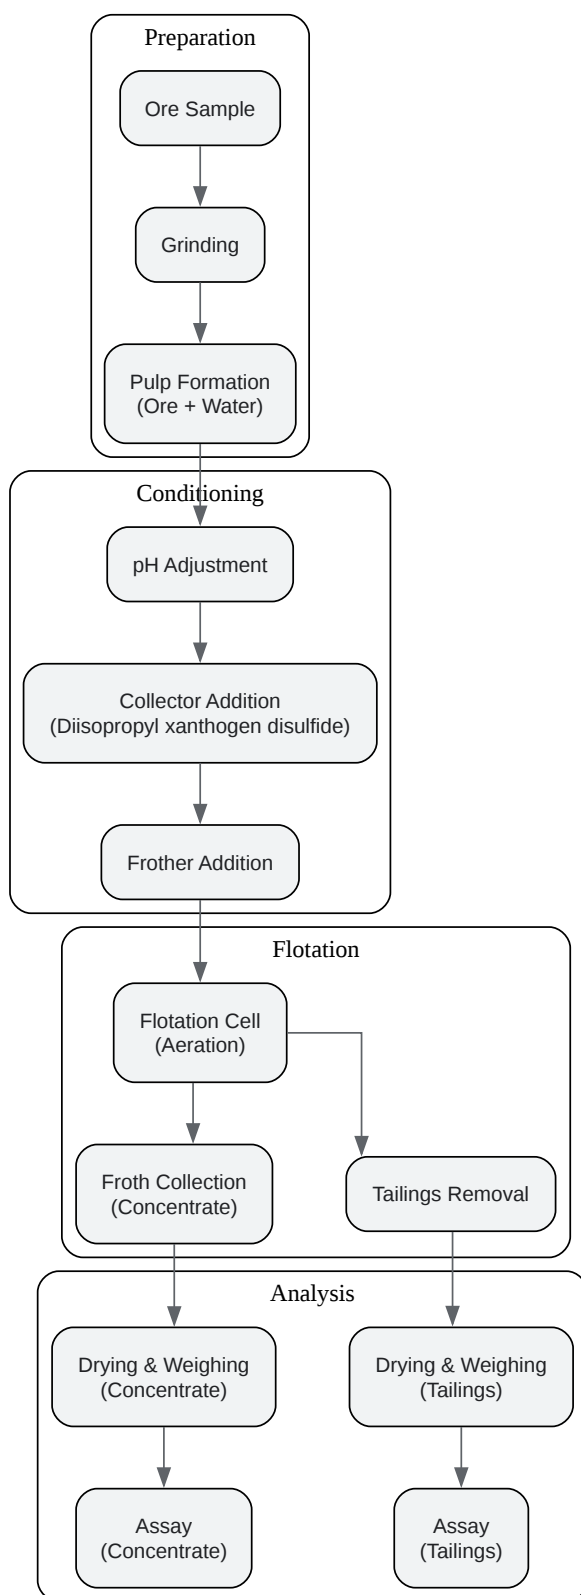 Preparation
Ore Sample
Grinding
Pulp Formation
(Ore + Water)
Conditioning
pH Adjustment
Collector Addition
(Diisopropyl xanthogen disulfide)
Frother Addition
Flotation
Flotation Cell
(Aeration)
Froth Collection
(Concentrate)
Tailings Removal
Analysis
Drying & Weighing
(Concentrate)
Drying & Weighing
(Tailings)
Assay
(Concentrate)
Assay
(Tailings)